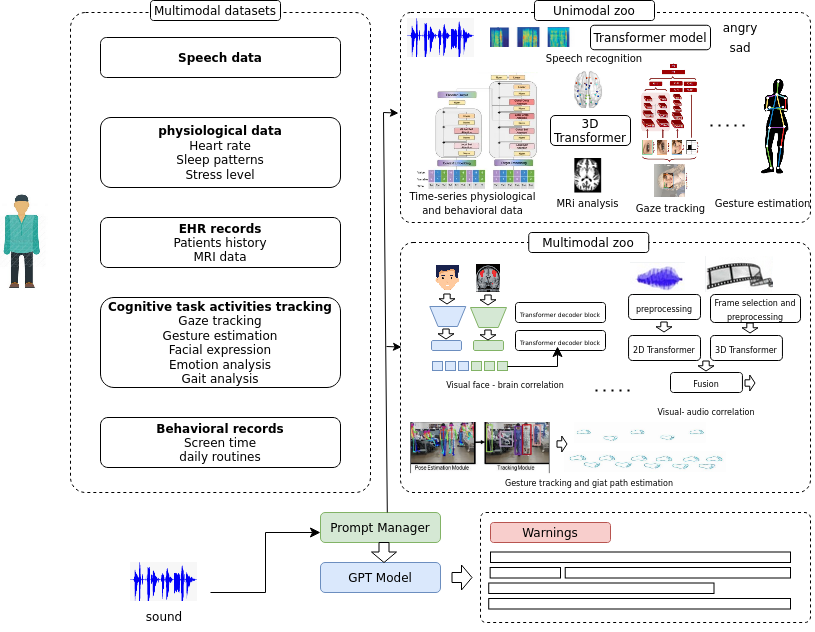 Multimodal datasets
Speech data
physiological data
Heart rate
Sleep patterns
Stress level
EHR records
Patients history
MRI data
Cognitive task activities tracking
Gaze tracking
Gesture estimation
Facial expression
Emotion analysis
Gait analysis
Behavioral records
Screen time
daily routines
Unimodal zoo
Transformer model
angry
sad
Speech recognition
3D
Transformer
Time-series physiological
and behavioral data
MRi analysis
Gaze tracking
Gesture estimation
Multimodal zoo
Transformer decoder block
Transformer decoder block
Visual face - brain correlation
preprocessing
Frame selection and
preprocessing
2D Transformer
3D Transformer
Fusion
Visual- audio correlation
Pose Estimation Module
Tracking Module
Gesture tracking and giat path estimation
Prompt Manager
GPT Model
Warnings
sound